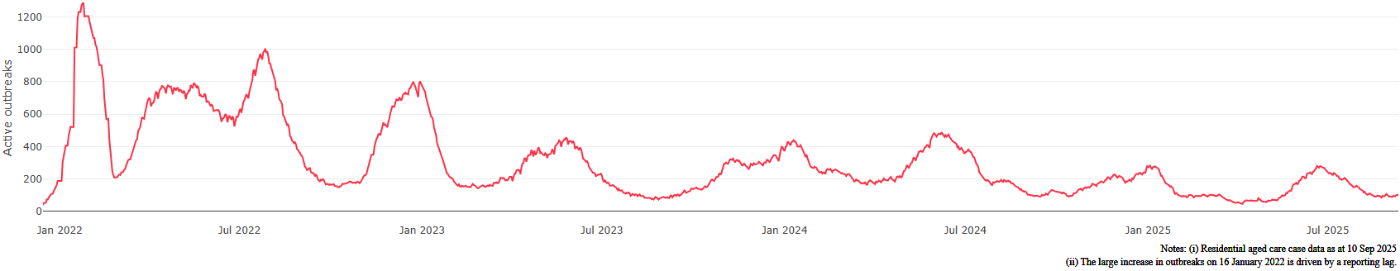 Active outbreaks
1200
1000
800
600
400
200
0
Jan 2022 Jul 2022 Jan 2023 Jul 2023 Jan 2024 Jul 2024 Jan 2025 Jul 2025
Notes: (i) Residential aged care case data as at 10 Sep 2025
(ii) The large increase in outbreaks on 16 January 2022 is driven by a reporting lag.